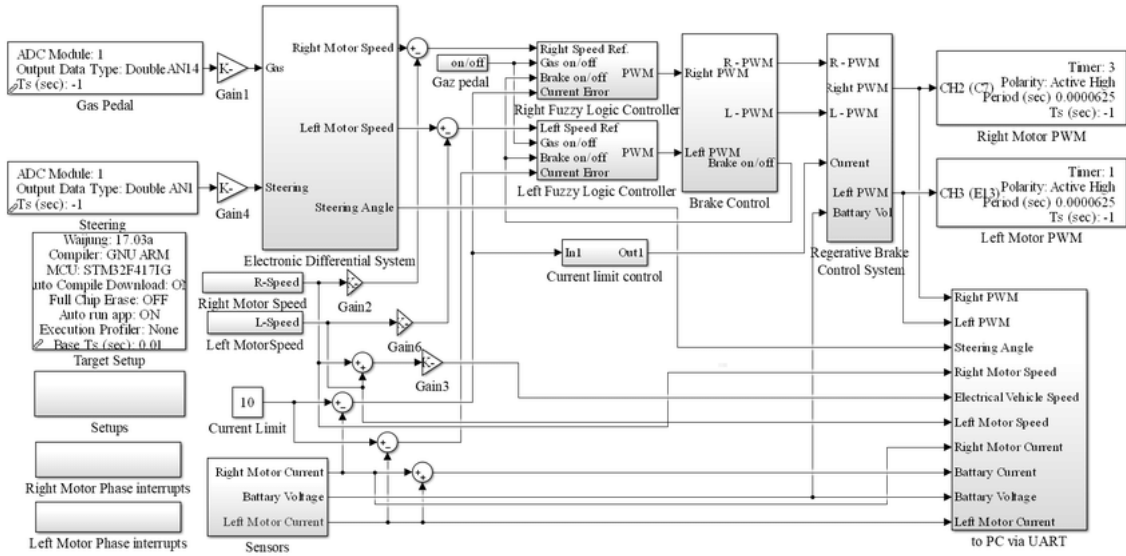 ADC Module: 1
Output Data Type: DoubleAN14
Ts (sec): -1
Gas Pedal
K-
Gain1
ADC Module: 1
Output Data Type: Double AN1
Ts (sec): -1
Steering
K-
Gain4
Gas
Steering
Right Motor Speed
Left Motor Speed
Steering Angle
Electronic Differential System
on/off
Gaz pedal
Right Speed Ref.
Gas on/off
Brake on/off
Current Error
PWM
Right Fuzzy Logic Controller
Left Speed Ref
Gas on/off
Brake on/off
Current Error
PWM
Left Fuzzy Logic Controller
Right PWM
Left PWM
R - PWM
L - PWM
Brake on/off
Brake Control
R - PWM
Right PWM
L - PWM
Current
Left PWM
Battary Vol
Regerative Brake
Control System
CH2 (C7)
Timer: 3
Polarity: Active High
Period (sec) 0.0000625
Ts (sec): -1
Right Motor PWM
CH3 (E13)
Timer: 1
Polarity: Active High
Period (sec) 0.0000625
Ts (sec): -1
Left Motor PWM
In1
Out1
Current limit control
Waijung: 17.03a
Compiler: GNU ARM
MCU: STM32F417IG
uto Compile Download: O
Full Chip Erase: OFF
Auto run app: ON
Execution Profiler: None
Base Ts (sec): 0.01
Target Setup
R-Speed
Right Motor Speed
L-Speed
Left MotorSpeed
Gain2
Gain6
K-
Gain3
10
Current Limit
Setups
Right Motor Phase interrupts
Left Motor Phase interrupts
Right Motor Current
Battary Voltage
Left Motor Current
Sensors
Right PWM
Left PWM
Steering Angle
Right Motor Speed
Electrical Vehicle Speed
Left Motor Speed
Right Motor Current
Battary Current
Battary Voltage
Left Motor Current
to PC via UART